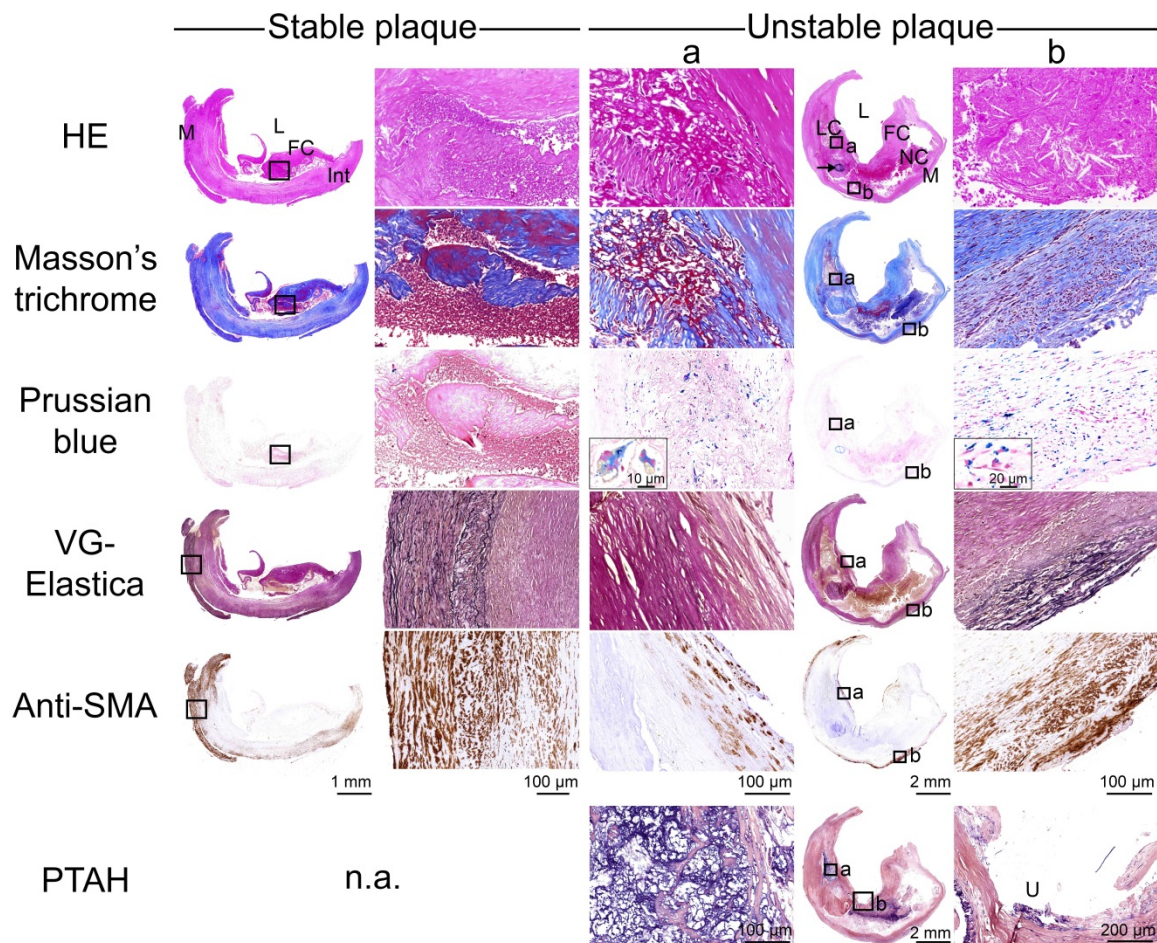 Stable plaque
Unstable plaque
a
b
HE
M
L
FC
Int
L
LC
FC
a
NC
M
b
Masson's
trichrome
a
b
Prussian
blue
10 µm
a
b
20 µm
VG-
Elastica
a
b
Anti-SMA
a
b
1 mm
100 µm
100 µm
2 mm
100 µm
PTAH
n.a.
100 µm
a
b
2 mm
U
200 µm